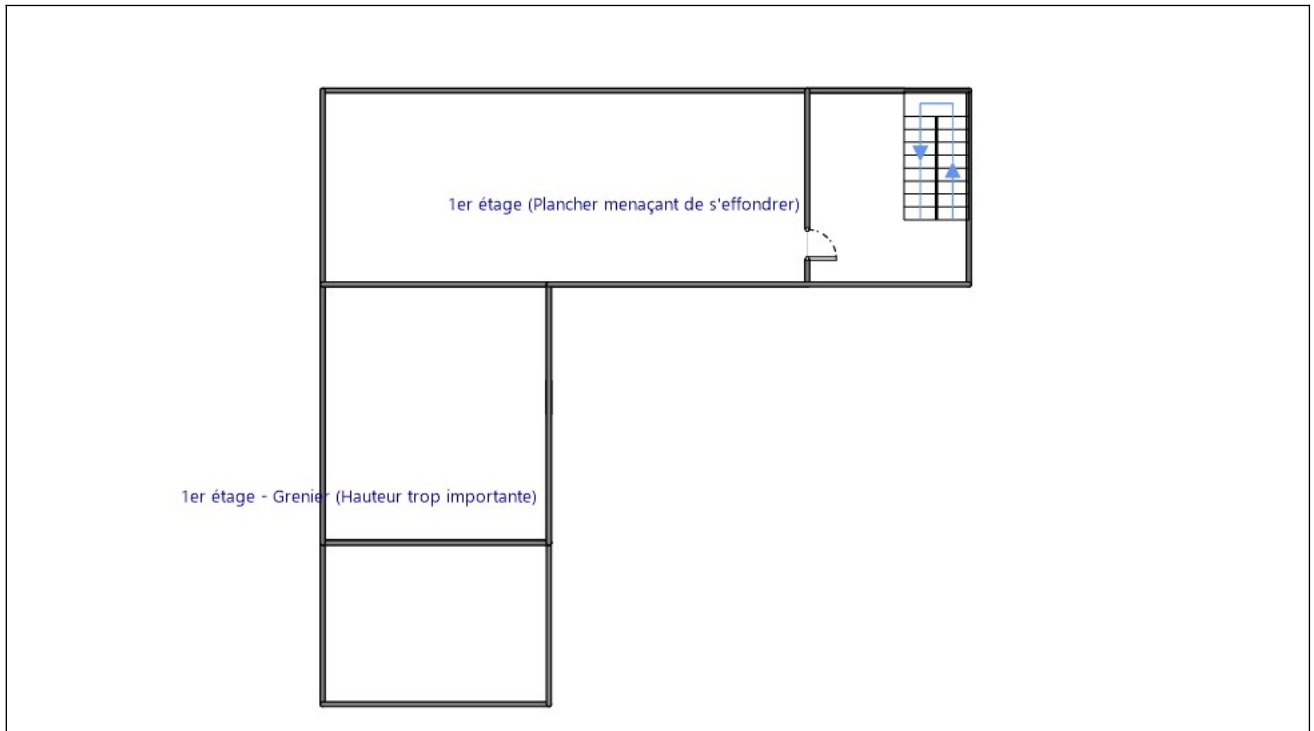 1er étage (Plancher menaçant de s'effondrer)
1er étage - Grenier (Hauteur trop importante)